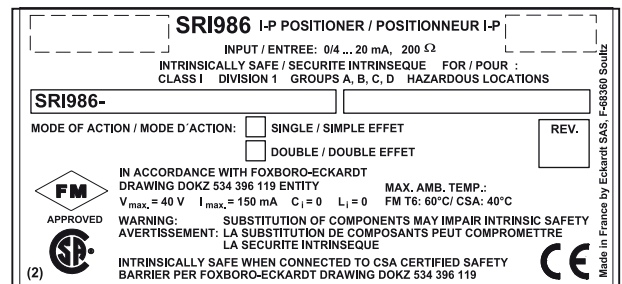 SRI986 I-P POSITIONER / POSITIONNEUR I-P
INPUT / ENTREE: 0/4 ... 20 mA, 200 Ω
INTRINSICALLY SAFE / SECURITE INTRINSEQUE FOR / POUR :
CLASS I DIVISION 1 GROUPS A, B, C, D HAZARDOUS LOCATIONS
SRI986-
MODE OF ACTION / MODE D´ACTION: SINGLE / SIMPLE EFFET
DOUBLE / DOUBLE EFFET
REV.
FM
APPROVED
IN ACCORDANCE WITH FOXBORO-ECKARDT
DRAWING DOKZ 534 396 119 ENTITY
V max. = 40 V I max. = 150 mA C i = 0 L i = 0
MAX. AMB. TEMP.:
FM T6: 60°C/ CSA: 40°C
WARNING: SUBSTITUTION OF COMPONENTS MAY IMPAIR INTRINSIC SAFETY
AVERTISSEMENT: LA SUBSTITUTION DE COMPOSANTS PEUT COMPROMETTRE
LA SECURITE INTRINSEQUE
(2)
CSA
INTRINSICALLY SAFE WHEN CONNECTED TO CSA CERTIFIED SAFETY
BARRIER PER FOXBORO-ECKARDT DRAWING DOKZ 534 396 119
CE
Made in France by Eckardt SAS, F-68360 Soultz